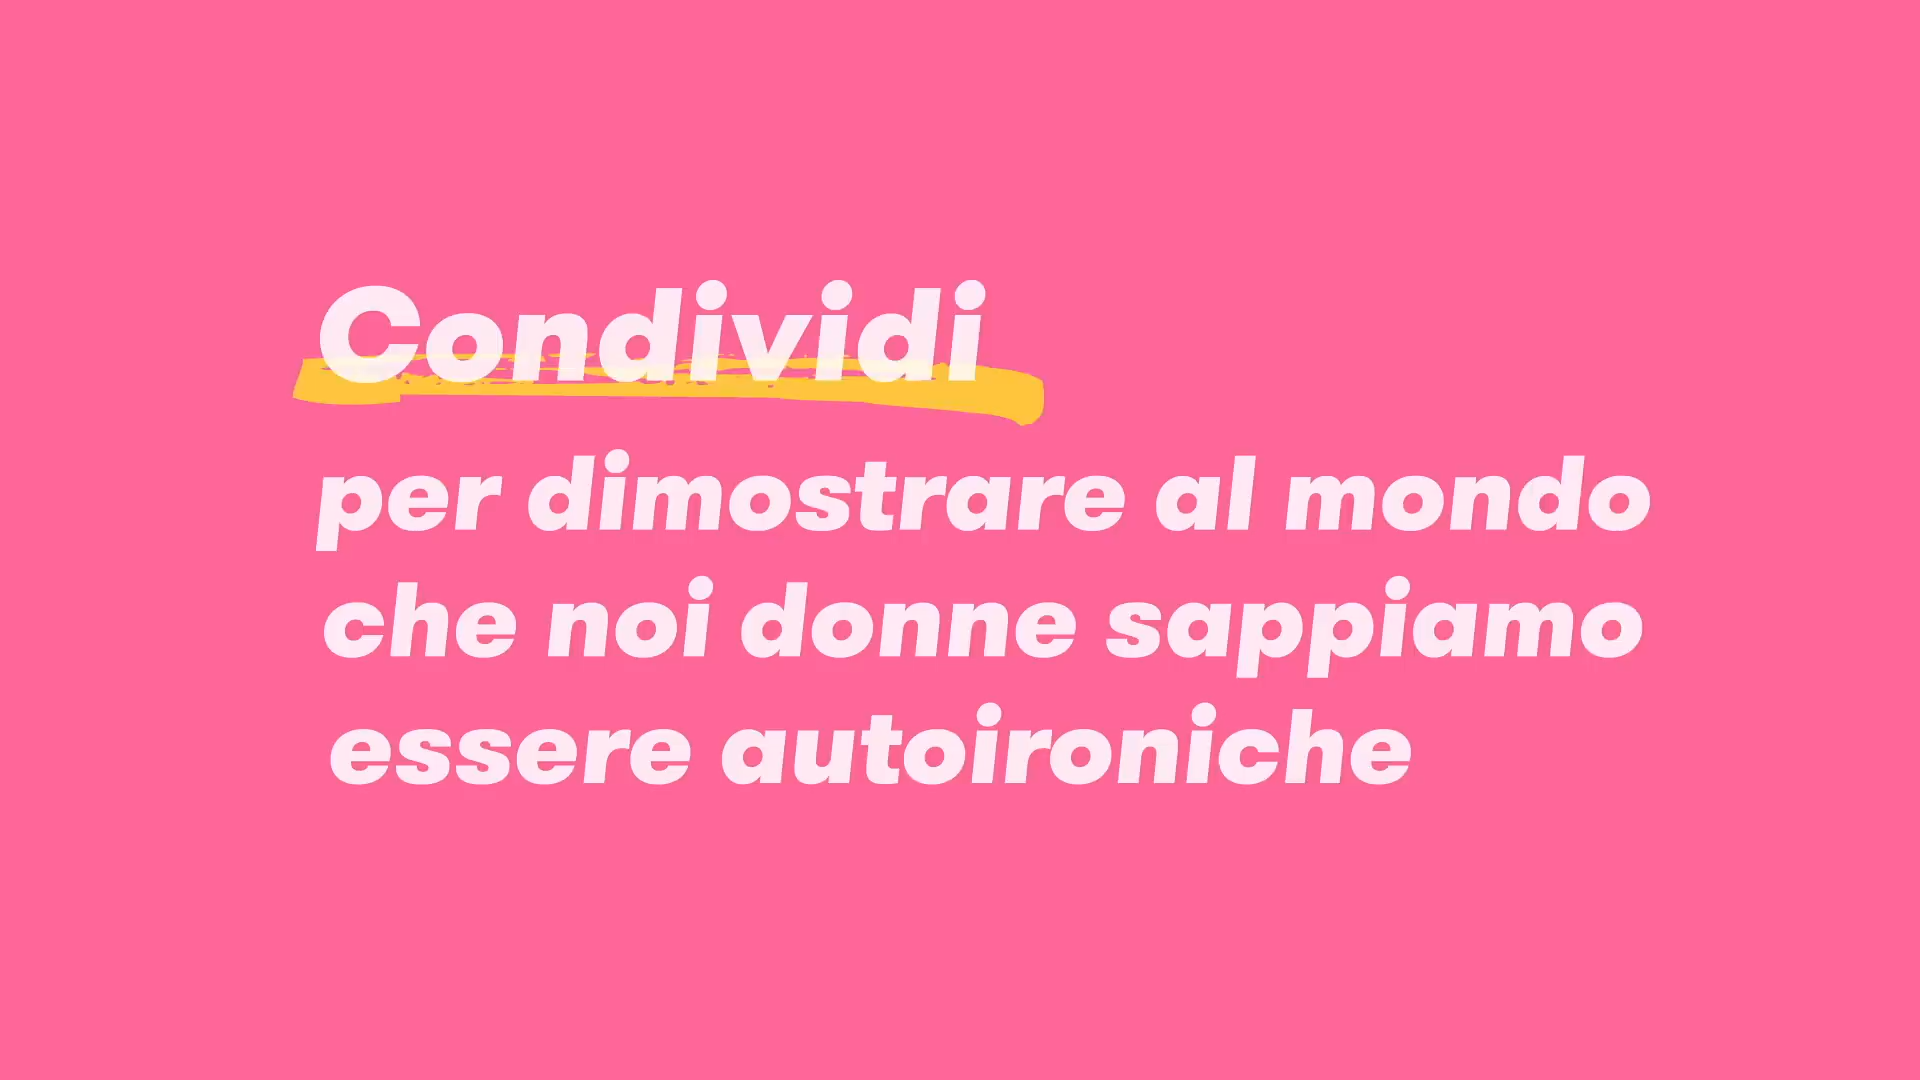 Condividi
per dimostrare al mondo
che noi donne sappiamo
essere autoironiche